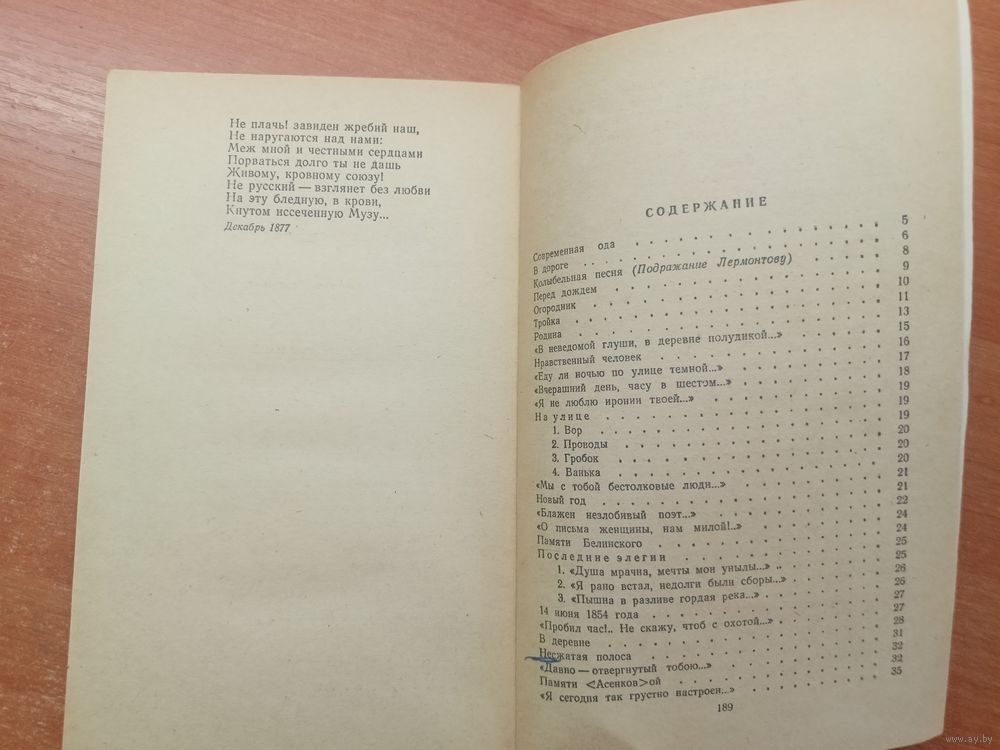 Не плачь! завиден жребий наш,
Не наругаются над нами:
Меж мной и честными сердцами
Порваться долго ты не дашь
Живому, кровному союзу!
Не русский — взглянет без любви
На эту бледную, в крови,
Кнутом иссеченную Музу...
Декабрь 1877
СОДЕРЖАНИЕ
Современная ода . . . . . . . . . . . . 5
В дороге . . . . . . . . . . . . 6
Колыбельная песня (Подражание Лермонтову) . . . . 8
Перед дождем . . . . . . . . . . . . 9
Огородник . . . . . . . . . . . . 10
Тройка . . . . . . . . . . . . 11
Родина . . . . . . . . . . . . 13
«В неведомой глуши, в деревне полудикой...» . . . . 15
Нравственный человек . . . . . . . . . . 16
«Еду ли ночью по улице темной...» . . . . . . 17
«Вчерашний день, часу в шестом...» . . . . . . 18
«Я не люблю иронии твоей...» . . . . . . . . 19
На улице . . . . . . . . . . . . 19
1. Вор . . . . . . . . . . . . 19
2. Проводы . . . . . . . . . . . . 20
3. Гробок . . . . . . . . . . . . 20
4. Ванька . . . . . . . . . . . . 20
«Мы с тобой бестолковые люди...» . . . . . . 21
Новый год . . . . . . . . . . . . 21
«Блажен незлобивый поэт...» . . . . . . . . 22
«О письма женщины, нам милой!..» . . . . . . 24
Памяти Белинского . . . . . . . . . . 24
Последние элегии . . . . . . . . . . 25
1. «Душа мрачна, мечты мои унылы...» . . . . . . 25
2. «Я рано встал, недолги были сборы...» . . . . . 26
3. «Пышна в разливе гордая река...» . . . . . . 26
14 июня 1854 года . . . . . . . . . . 27
«Пробил час!.. Не скажу, чтоб с охотой...» . . . . . 27
В деревне . . . . . . . . . . . . 28
Несжатая полоса . . . . . . . . . . 31
«Давно — отвергнутый тобою...» . . . . . . . 32
Памяти <Асенков>ой . . . . . . . . . . 32
«Я сегодня так грустно настроен...» . . . . . . 35
189
www.ay.by